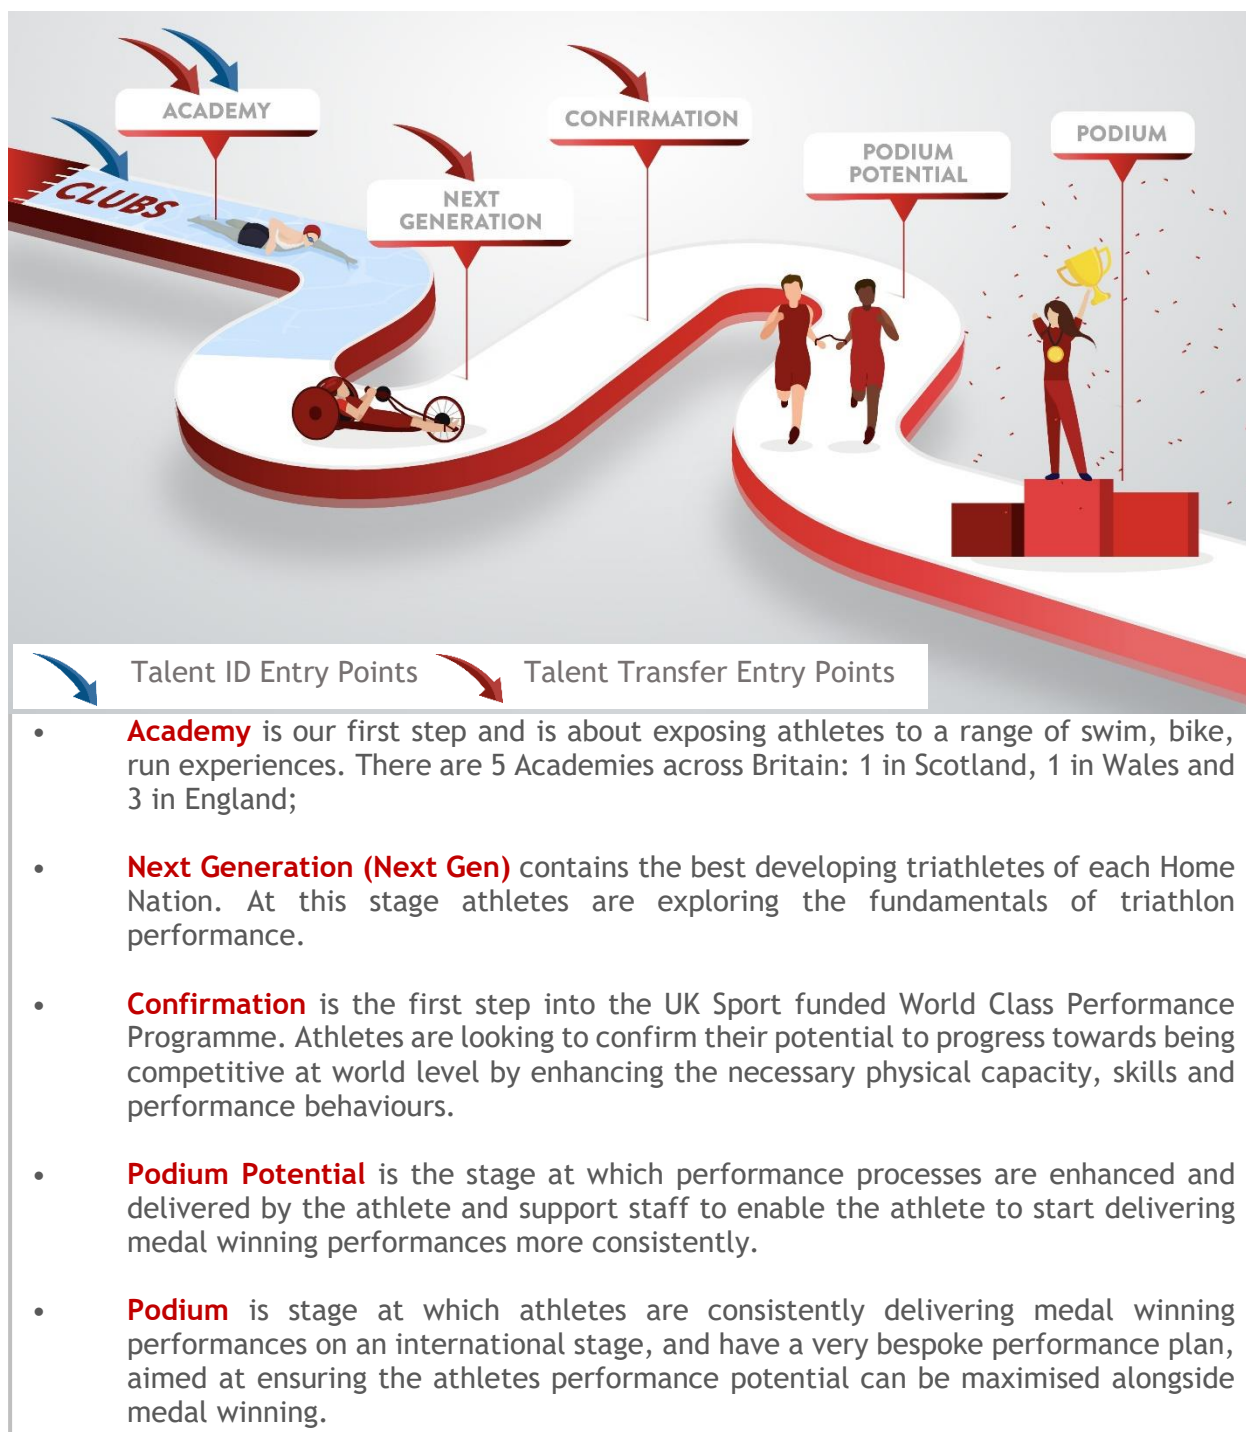 ACADEMY
CONFIRMATION
PODIUM
PODIUM
POTENTIAL
CLUBS
NEXT
GENERATION
Talent ID Entry Points Talent Transfer Entry Points
• Academy is our first step and is about exposing athletes to a range of swim, bike,
run experiences. There are 5 Academies across Britain: 1 in Scotland, 1 in Wales and
3 in England;
• Next Generation (Next Gen) contains the best developing triathletes of each Home
Nation. At this stage athletes are exploring the fundamentals of triathlon
performance.
• Confirmation is the first step into the UK Sport funded World Class Performance
Programme. Athletes are looking to confirm their potential to progress towards being
competitive at world level by enhancing the necessary physical capacity, skills and
performance behaviours.
• Podium Potential is the stage at which performance processes are enhanced and
delivered by the athlete and support staff to enable the athlete to start delivering
medal winning performances more consistently.
• Podium is stage at which athletes are consistently delivering medal winning
performances on an international stage, and have a very bespoke performance plan,
aimed at ensuring the athletes performance potential can be maximised alongside
medal winning.